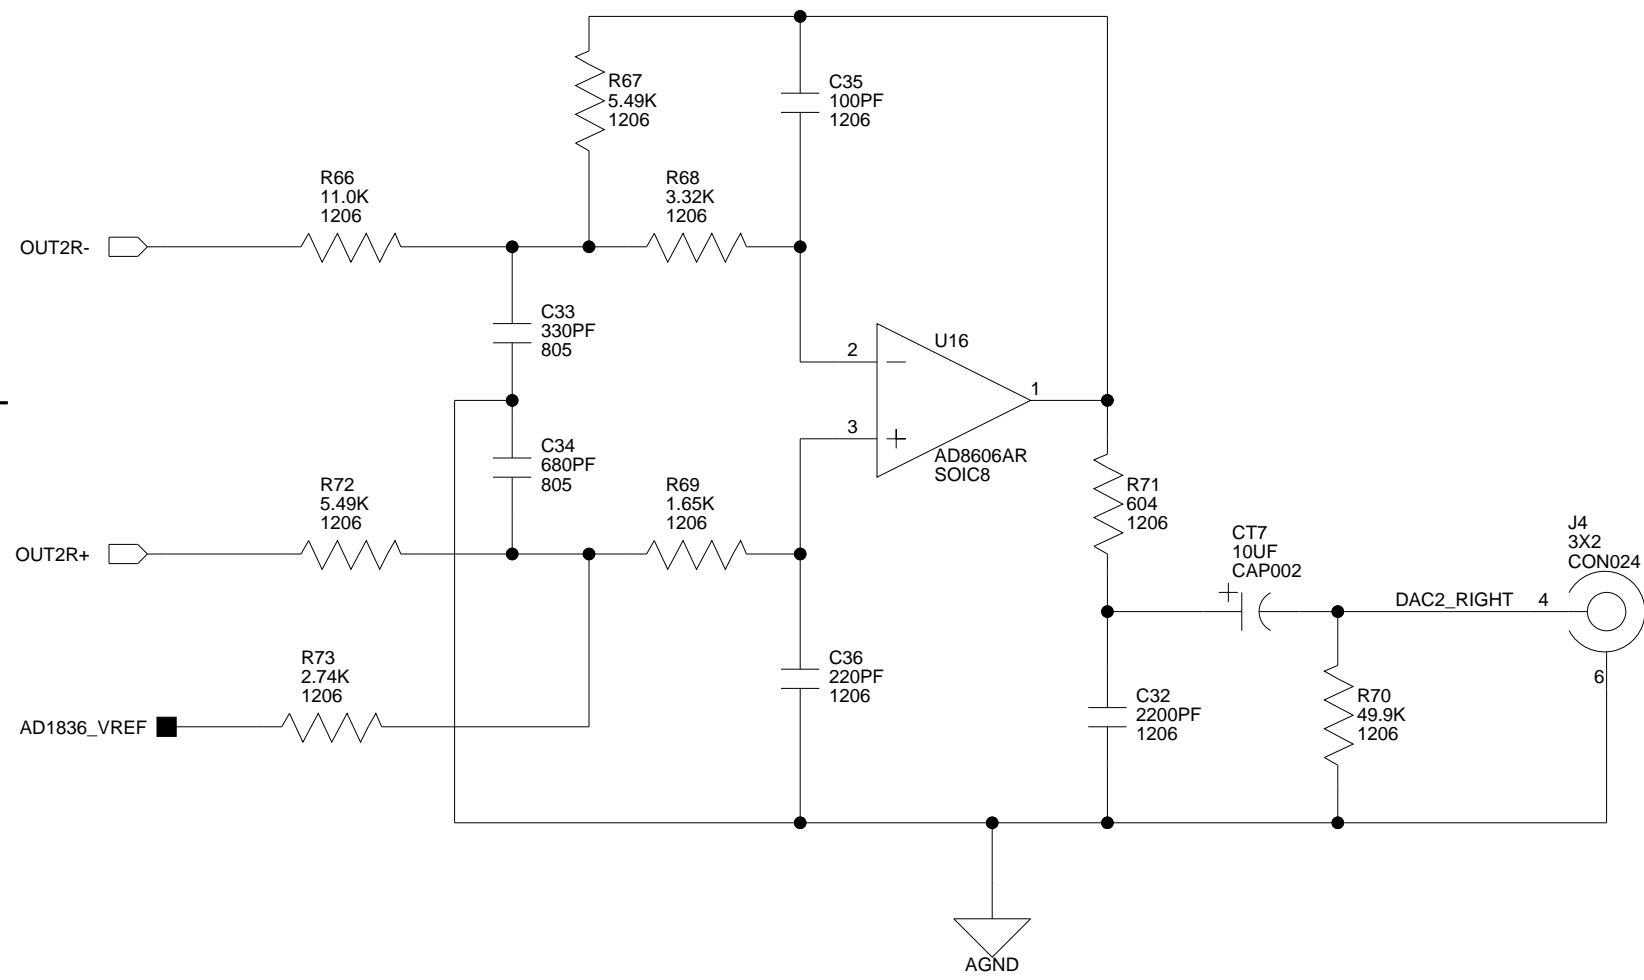 R67
5.49K
1206
C35
100PF
1206
R66
11.0K
1206
R68
3.32K
1206
OUT2R-
C33
330PF
805
2
U16
1
3
AD8606AR
SOIC8
C34
680PF
805
R72
5.49K
1206
R69
1.65K
1206
R71
604
1206
OUT2R+
CT7
10UF
CAP002
J4
3X2
CON024
DAC2_RIGHT
4
6
R73
2.74K
1206
AD1836_VREF
C36
220PF
1206
C32
2200PF
1206
R70
49.9K
1206
AGND